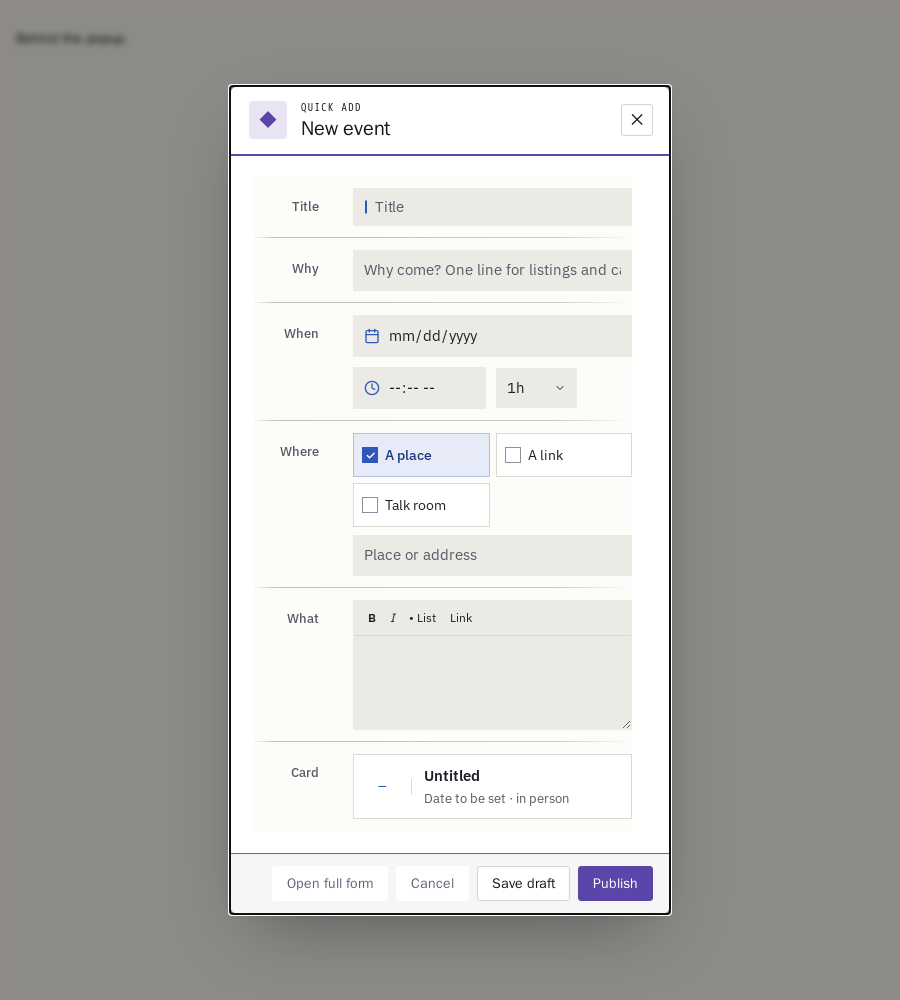 Behind the popup.
QUICK ADD
New event
Title
Title
Why
Why come? One line for listings and ca
When
mm/dd/yyyy
--:-- --
1h
Where
A place
A link
Talk room
Place or address
What
B I • List Link
Card
–
Untitled
Date to be set · in person
Open full form
Cancel
Save draft
Publish